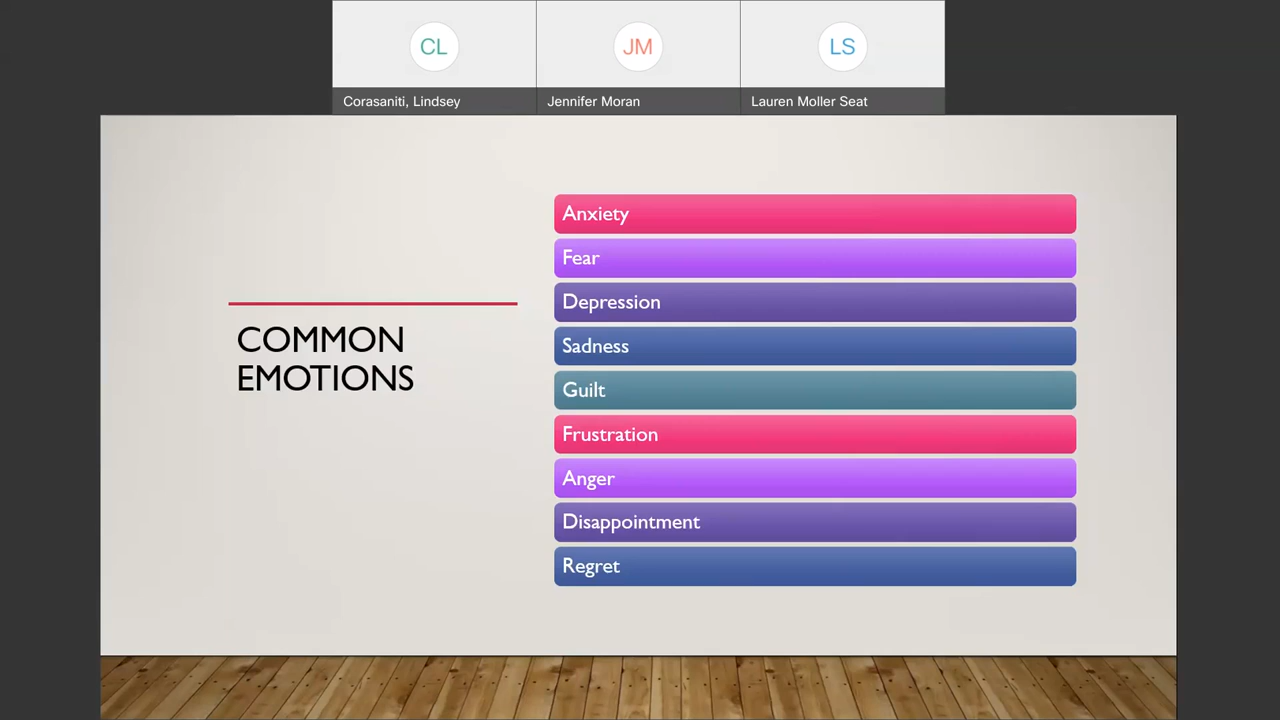 CL
JM
LS
Corasaniti, Lindsey
Jennifer Moran
Lauren Moller Seat
COMMON
EMOTIONS
Anxiety
Fear
Depression
Sadness
Guilt
Frustration
Anger
Disappointment
Regret